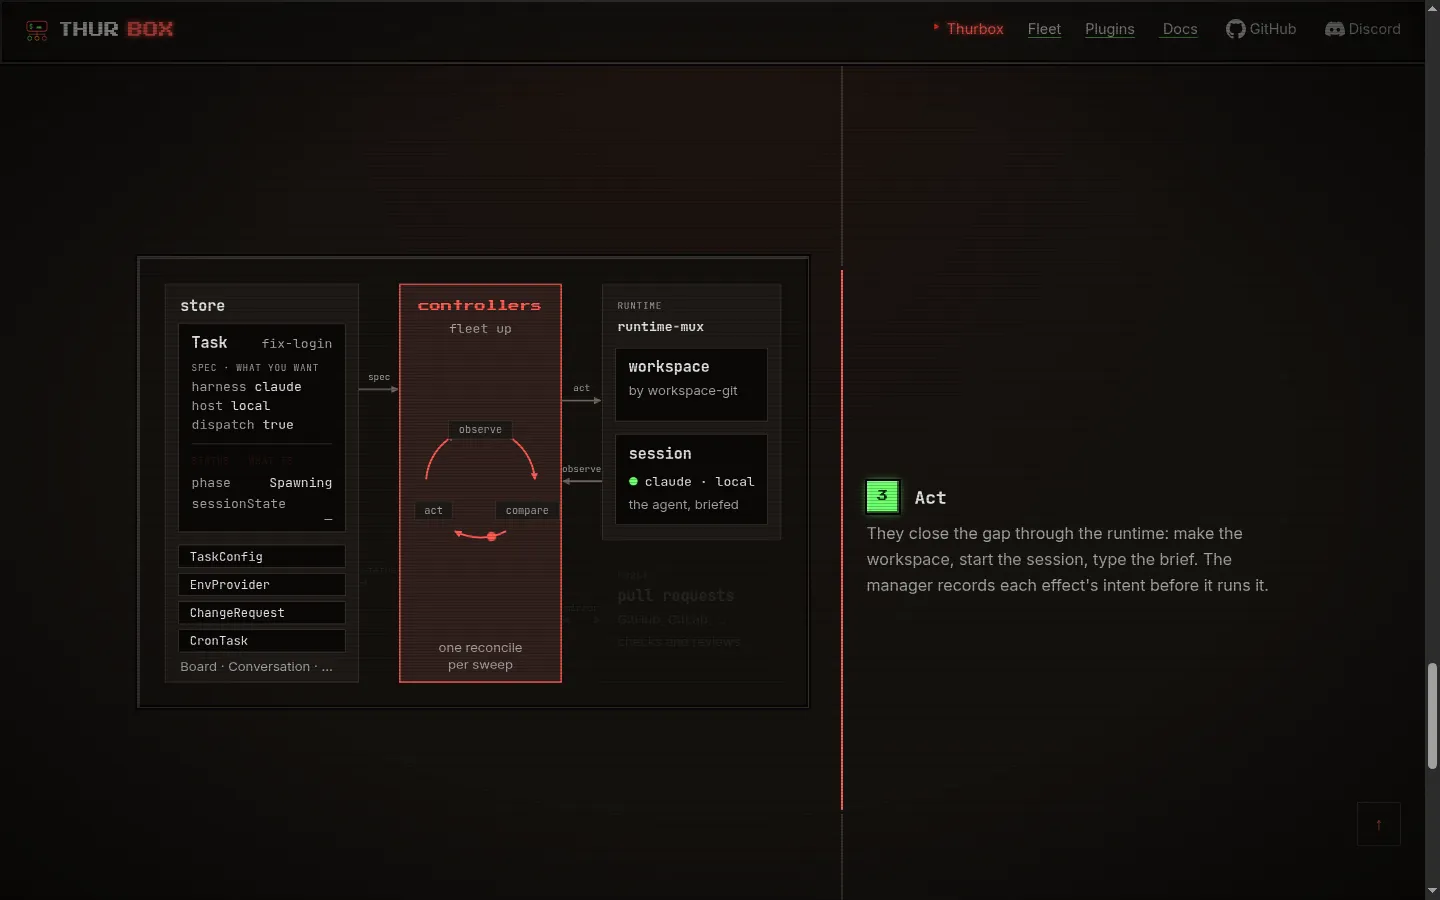 THUR BOX
Thurbox
Fleet
Plugins
Docs
GitHub
Discord
store
Task fix-login
SPEC · WHAT YOU WANT
harness claude
host local
dispatch true
phase Spawning
sessionState
—
TaskConfig
EnvProvider
ChangeRequest
CronTask
Board · Conversation · ...
spec
controllers
fleet up
observe
act
compare
one reconcile
per sweep
act
observe
RUNTIME
runtime-mux
workspace
by workspace-git
session
claude · local
the agent, briefed
pull requests
checks and reviews
3 Act
They close the gap through the runtime: make the
workspace, start the session, type the brief. The
manager records each effect's intent before it runs it.
↑